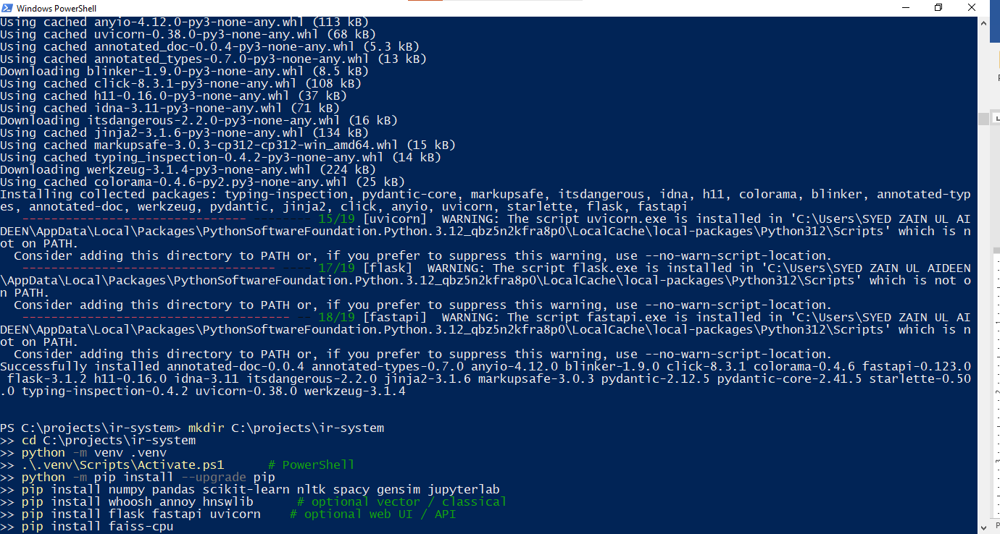 Windows PowerShell
Using cached anyio-4.12.0-py3-none-any.whl (113 kB)
Using cached uvicorn-0.38.0-py3-none-any.whl (68 kB)
Using cached annotated_doc-0.0.4-py3-none-any.whl (5.3 kB)
Using cached annotated_types-0.7.0-py3-none-any.whl (13 kB)
Downloading blinker-1.9.0-py3-none-any.whl (8.5 kB)
Using cached click-8.3.1-py3-none-any.whl (108 kB)
Using cached h11-0.16.0-py3-none-any.whl (37 kB)
Using cached idna-3.11-py3-none-any.whl (71 kB)
Downloading itsdangerous-2.2.0-py3-none-any.whl (16 kB)
Using cached jinja2-3.1.6-py3-none-any.whl (134 kB)
Using cached markupsafe-3.0.3-cp312-cp312-win_amd64.whl (15 kB)
Using cached typing_inspection-0.4.2-py3-none-any.whl (14 kB)
Downloading werkzeug-3.1.4-py3-none-any.whl (224 kB)
Using cached colorama-0.4.6-py2.py3-none-any.whl (25 kB)
Installing collected packages: typing-inspection, pydantic-core, markupsafe, itsdangerous, idna, h11, colorama, blinker, annotated-typ
es, annotated-doc, werkzeug, pydantic, jinja2, click, anyio, uvicorn, starlette, flask, fastapi
   ------------------------------- -------- 15/19 [uvicorn]  WARNING: The script uvicorn.exe is installed in 'C:\Users\SYED ZAIN UL AI
DEEN\AppData\Local\Packages\PythonSoftwareFoundation.Python.3.12_qbz5n2kfra8p0\LocalCache\local-packages\Python312\Scripts' which is n
ot on PATH.
  Consider adding this directory to PATH or, if you prefer to suppress this warning, use --no-warn-script-location.
   ----------------------------------- ---- 17/19 [flask]  WARNING: The script flask.exe is installed in 'C:\Users\SYED ZAIN UL AIDEEN
\AppData\Local\Packages\PythonSoftwareFoundation.Python.3.12_qbz5n2kfra8p0\LocalCache\local-packages\Python312\Scripts' which is not o
n PATH.
  Consider adding this directory to PATH or, if you prefer to suppress this warning, use --no-warn-script-location.
   ------------------------------------- -- 18/19 [fastapi]  WARNING: The script fastapi.exe is installed in 'C:\Users\SYED ZAIN UL AI
DEEN\AppData\Local\Packages\PythonSoftwareFoundation.Python.3.12_qbz5n2kfra8p0\LocalCache\local-packages\Python312\Scripts' which is n
ot on PATH.
  Consider adding this directory to PATH or, if you prefer to suppress this warning, use --no-warn-script-location.
Successfully installed annotated-doc-0.0.4 annotated-types-0.7.0 anyio-4.12.0 blinker-1.9.0 click-8.3.1 colorama-0.4.6 fastapi-0.123.0
 flask-3.1.2 h11-0.16.0 idna-3.11 itsdangerous-2.2.0 jinja2-3.1.6 markupsafe-3.0.3 pydantic-2.12.5 pydantic-core-2.41.5 starlette-0.50
.0 typing-inspection-0.4.2 uvicorn-0.38.0 werkzeug-3.1.4
PS C:\projects\ir-system> mkdir C:\projects\ir-system
>> cd C:\projects\ir-system
>> python -m venv .venv
>> .\.venv\Scripts\Activate.ps1      # PowerShell
>> python -m pip install --upgrade pip
>> pip install numpy pandas scikit-learn nltk spacy gensim jupyterlab
>> pip install whoosh annoy hnswlib      # optional vector / classical
>> pip install flask fastapi uvicorn    # optional web UI / API
>> pip install faiss-cpu